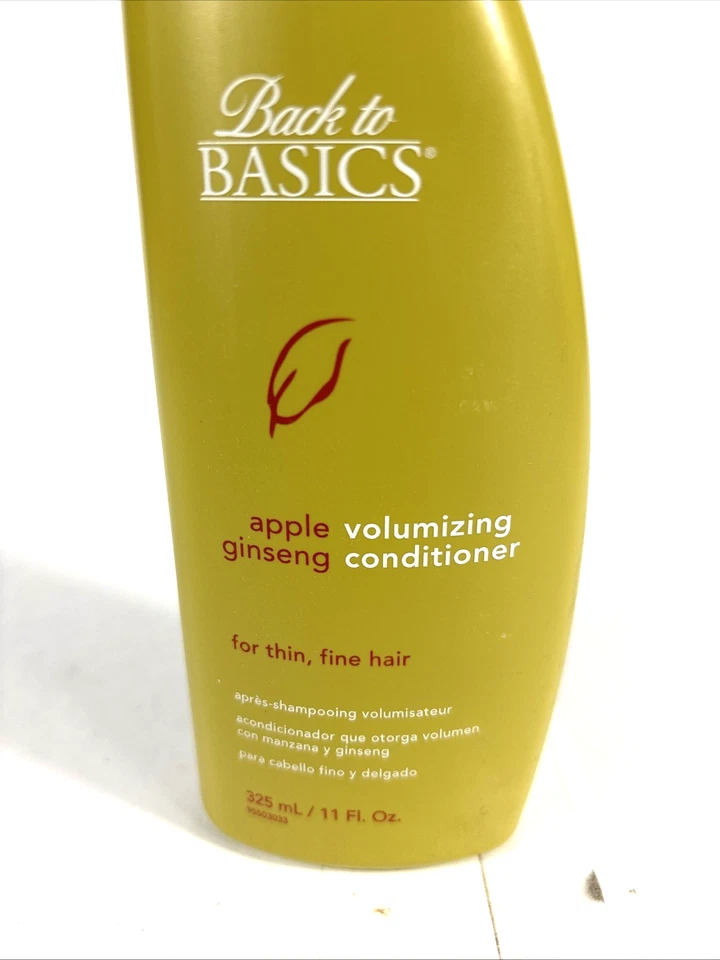 Back to
BASICS®
apple volumizing
ginseng conditioner
for thin, fine hair
après-shampooing volumisateur
acondicionador que otorga volumen
con manzana y ginseng
para cabello fino y delgado
325 mL / 11 Fl. Oz.